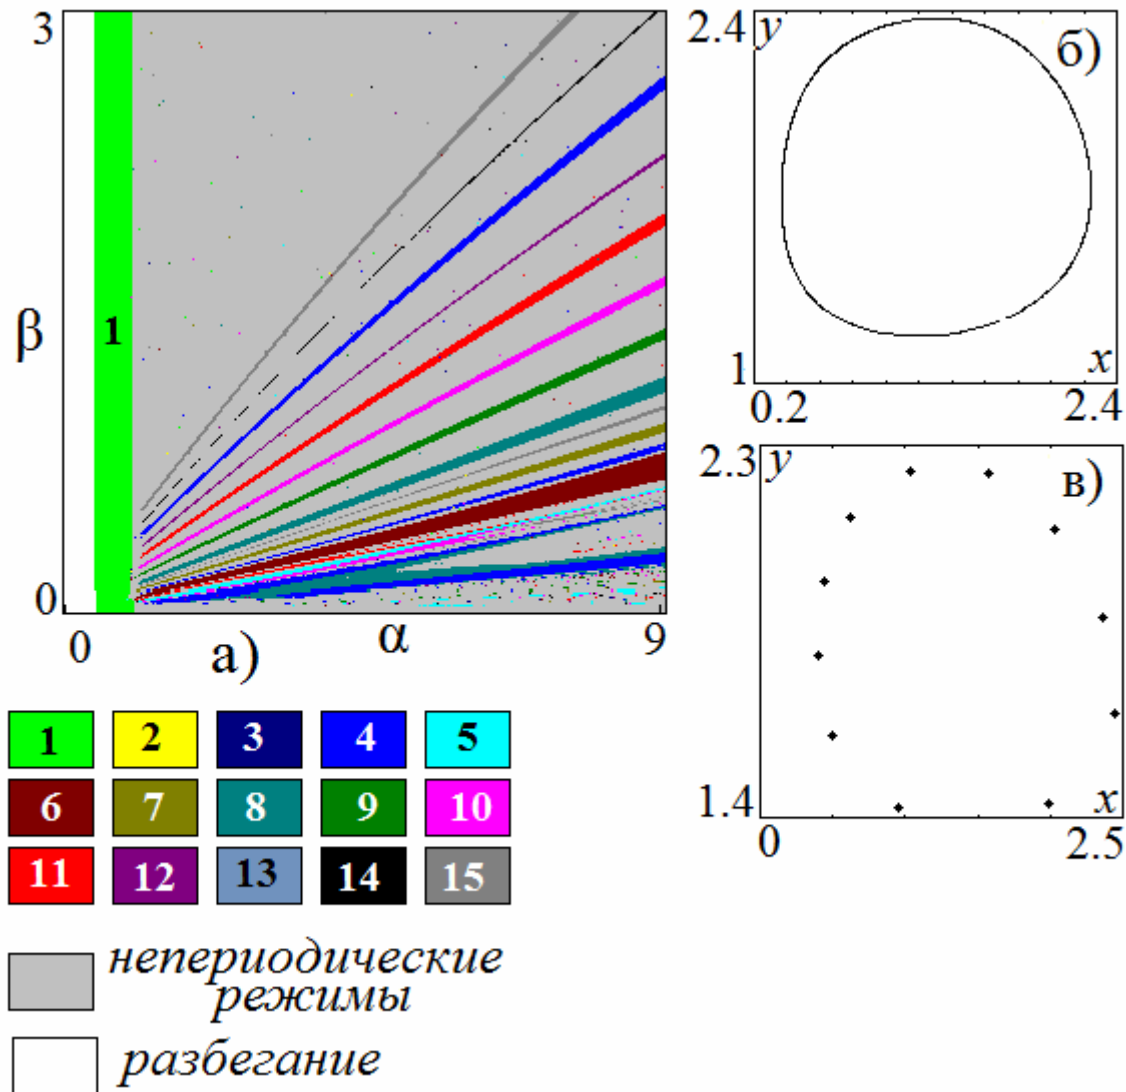 3
β
1
0
0
α
9
а)
2.4
y
б)
1
x
0.2
2.4
2.3
y
в)
1.4
x
0
2.5
1 2 3 4 5
6 7 8 9 10
11 12 13 14 15
непериодические
режимы
разбегание